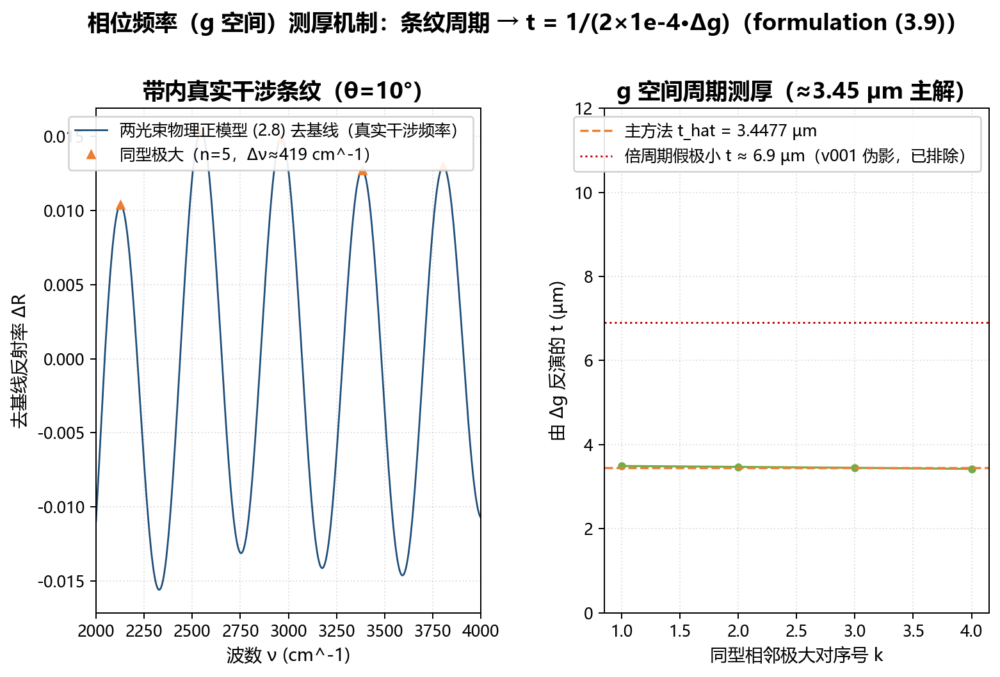 相位频率（g 空间）测厚机制：条纹周期 → t = 1/(2×1e-4•Δg)（formulation (3.9)）
带内真实干涉条纹（θ=10°）
两光束物理正模型 (2.8) 去基线（真实干涉频率）
同型极大（n=5，Δν≈419 cm^-1）
0.015
0.010
0.005
0.000
-0.005
-0.010
-0.015
去基线反射率 ΔR
2000 2250 2500 2750 3000 3250 3500 3750 4000
波数 ν (cm^-1)
g 空间周期测厚（≈3.45 μm 主解）
主方法 t_hat = 3.4477 μm
倍周期假极小 t ≈ 6.9 μm（v001 伪影，已排除）
12
10
8
6
4
2
0
由 Δg 反演的 t (μm)
1.0 1.5 2.0 2.5 3.0 3.5 4.0
同型相邻极大对序号 k